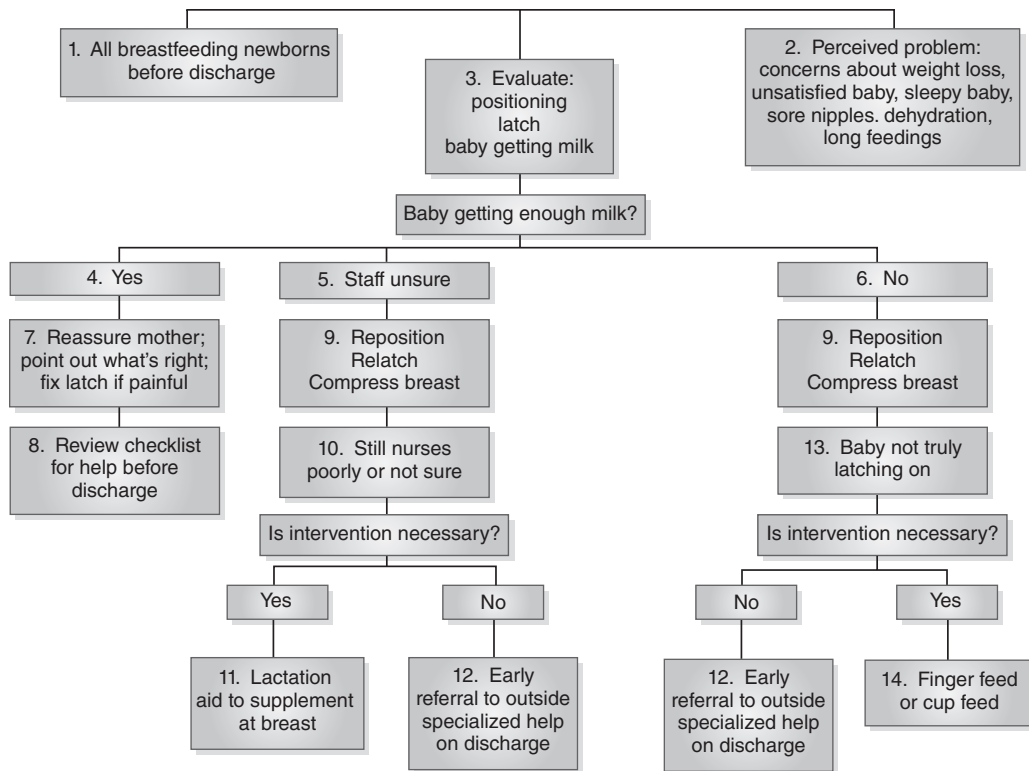 1. All breastfeeding newborns
before discharge
2. Perceived problem:
concerns about weight loss,
unsatisfied baby, sleepy baby,
sore nipples. dehydration,
long feedings
3. Evaluate:
positioning
latch
baby getting milk
Baby getting enough milk?
4. Yes
5. Staff unsure
6. No
7. Reassure mother;
point out what's right;
fix latch if painful
9. Reposition
Relatch
Compress breast
9. Reposition
Relatch
Compress breast
8. Review checklist
for help before
discharge
10. Still nurses
poorly or not sure
13. Baby not truly
latching on
Is intervention necessary?
Is intervention necessary?
Yes
No
No
Yes
11. Lactation
aid to supplement
at breast
12. Early
referral to outside
specialized help
on discharge
12. Early
referral to outside
specialized help
on discharge
14. Finger feed
or cup feed